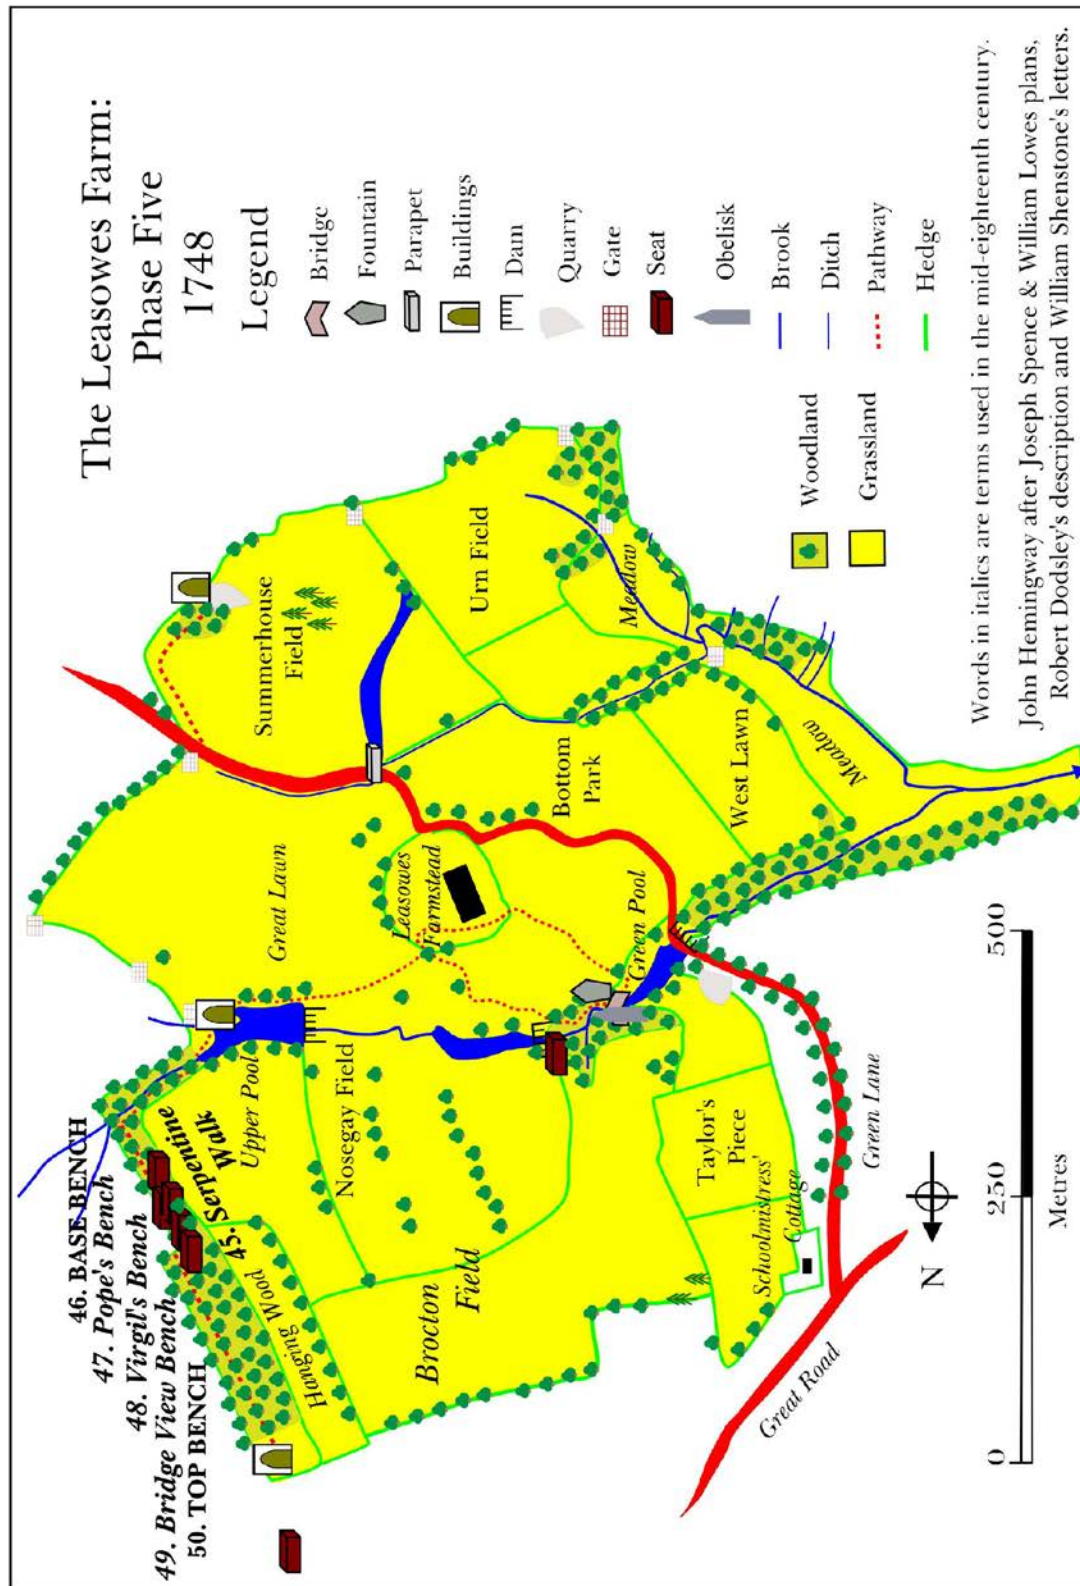 The Leasowes Farm:
Phase Five
1748
Legend
Bridge
Fountain
Parapet
Buildings
Dam
Quarry
Gate
Seat
Obelisk
Brook
Ditch
Pathway
Hedge
Woodland
Grassland
46. BASE BENCH
47. Pope's Bench
48. Virgil's Bench
49. Bridge View Bench
50. TOP BENCH
45. Serpentine
Walk
Hanging Wood
Upper Pool
Nosegay Field
Brocton
Field
Great Lawn
Leasowes
Farmstead
Summerhouse
Field
Urn Field
Meadow
Bottom
Park
West Lawn
Meadow
Green Pool
Taylor's
Piece
Schoolmistress'
Cottage
Green Lane
Great Road
N
0
250
500
Metres
Words in italics are terms used in the mid-eighteenth century.
John Hemingway after Joseph Spence & William Lowes plans,
Robert Dodsley's description and William Shenstone's letters.